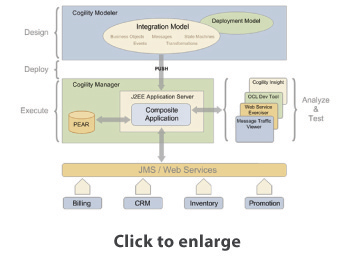 Cogility Modeler
Integration Model
Deployment Model
Business Objects Messages State Machines
Events Transformations
Design
Deploy
PUSH
Cogility Manager
J2EE Application Server
Composite
Application
PEAR
Execute
Cogility Insight
OCL Dev Tool
Web Service
Exerciser
Message Traffic
Viewer
Analyze
& Test
JMS / Web Services
Billing
CRM
Inventory
Promotion
Click to enlarge